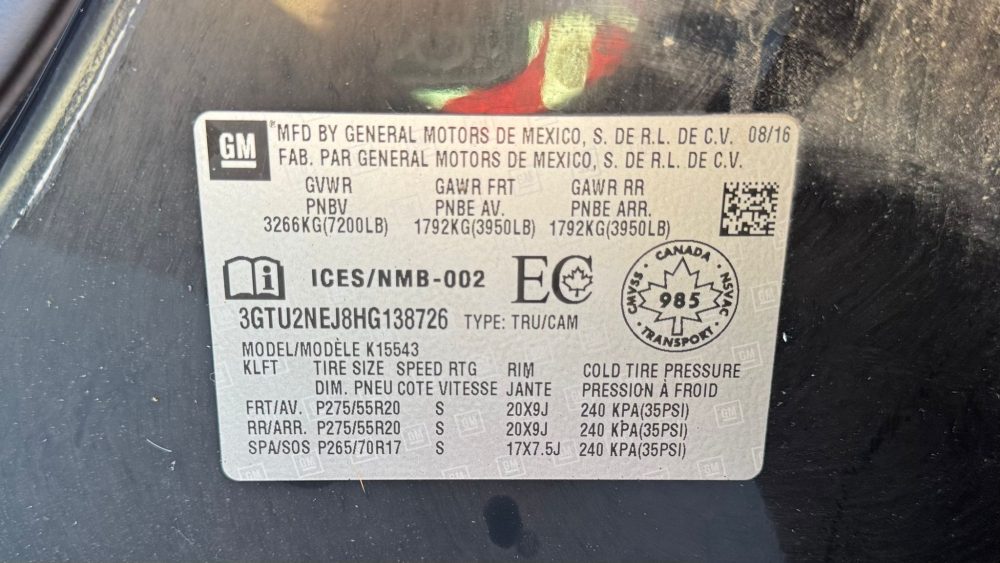 GM
MFD BY GENERAL MOTORS DE MEXICO, S. DE R.L. DE C.V. 08/16
FAB. PAR GENERAL MOTORS DE MEXICO, S. DE R.L. DE C.V.
GVWR GAWR FRT GAWR RR
PNBV PNBE AV. PNBE ARR.
3266KG(7200LB) 1792KG(3950LB) 1792KG(3950LB)
i ICES/NMB-002 EC
CANADA
CMVSS 985 NSVAC
TRANSPORT
3GTU2NEJ8HG138726 TYPE: TRU/CAM
MODEL/MODÈLE K15543
KLFT TIRE SIZE SPEED RTG RIM COLD TIRE PRESSURE
DIM. PNEU COTE VITESSE JANTE PRESSION À FROID
FRT/AV. P275/55R20 S 20X9J 240 KPA(35PSI)
RR/ARR. P275/55R20 S 20X9J 240 KPA(35PSI)
SPA/SOS P265/70R17 S 17X7.5J 240 KPA(35PSI)